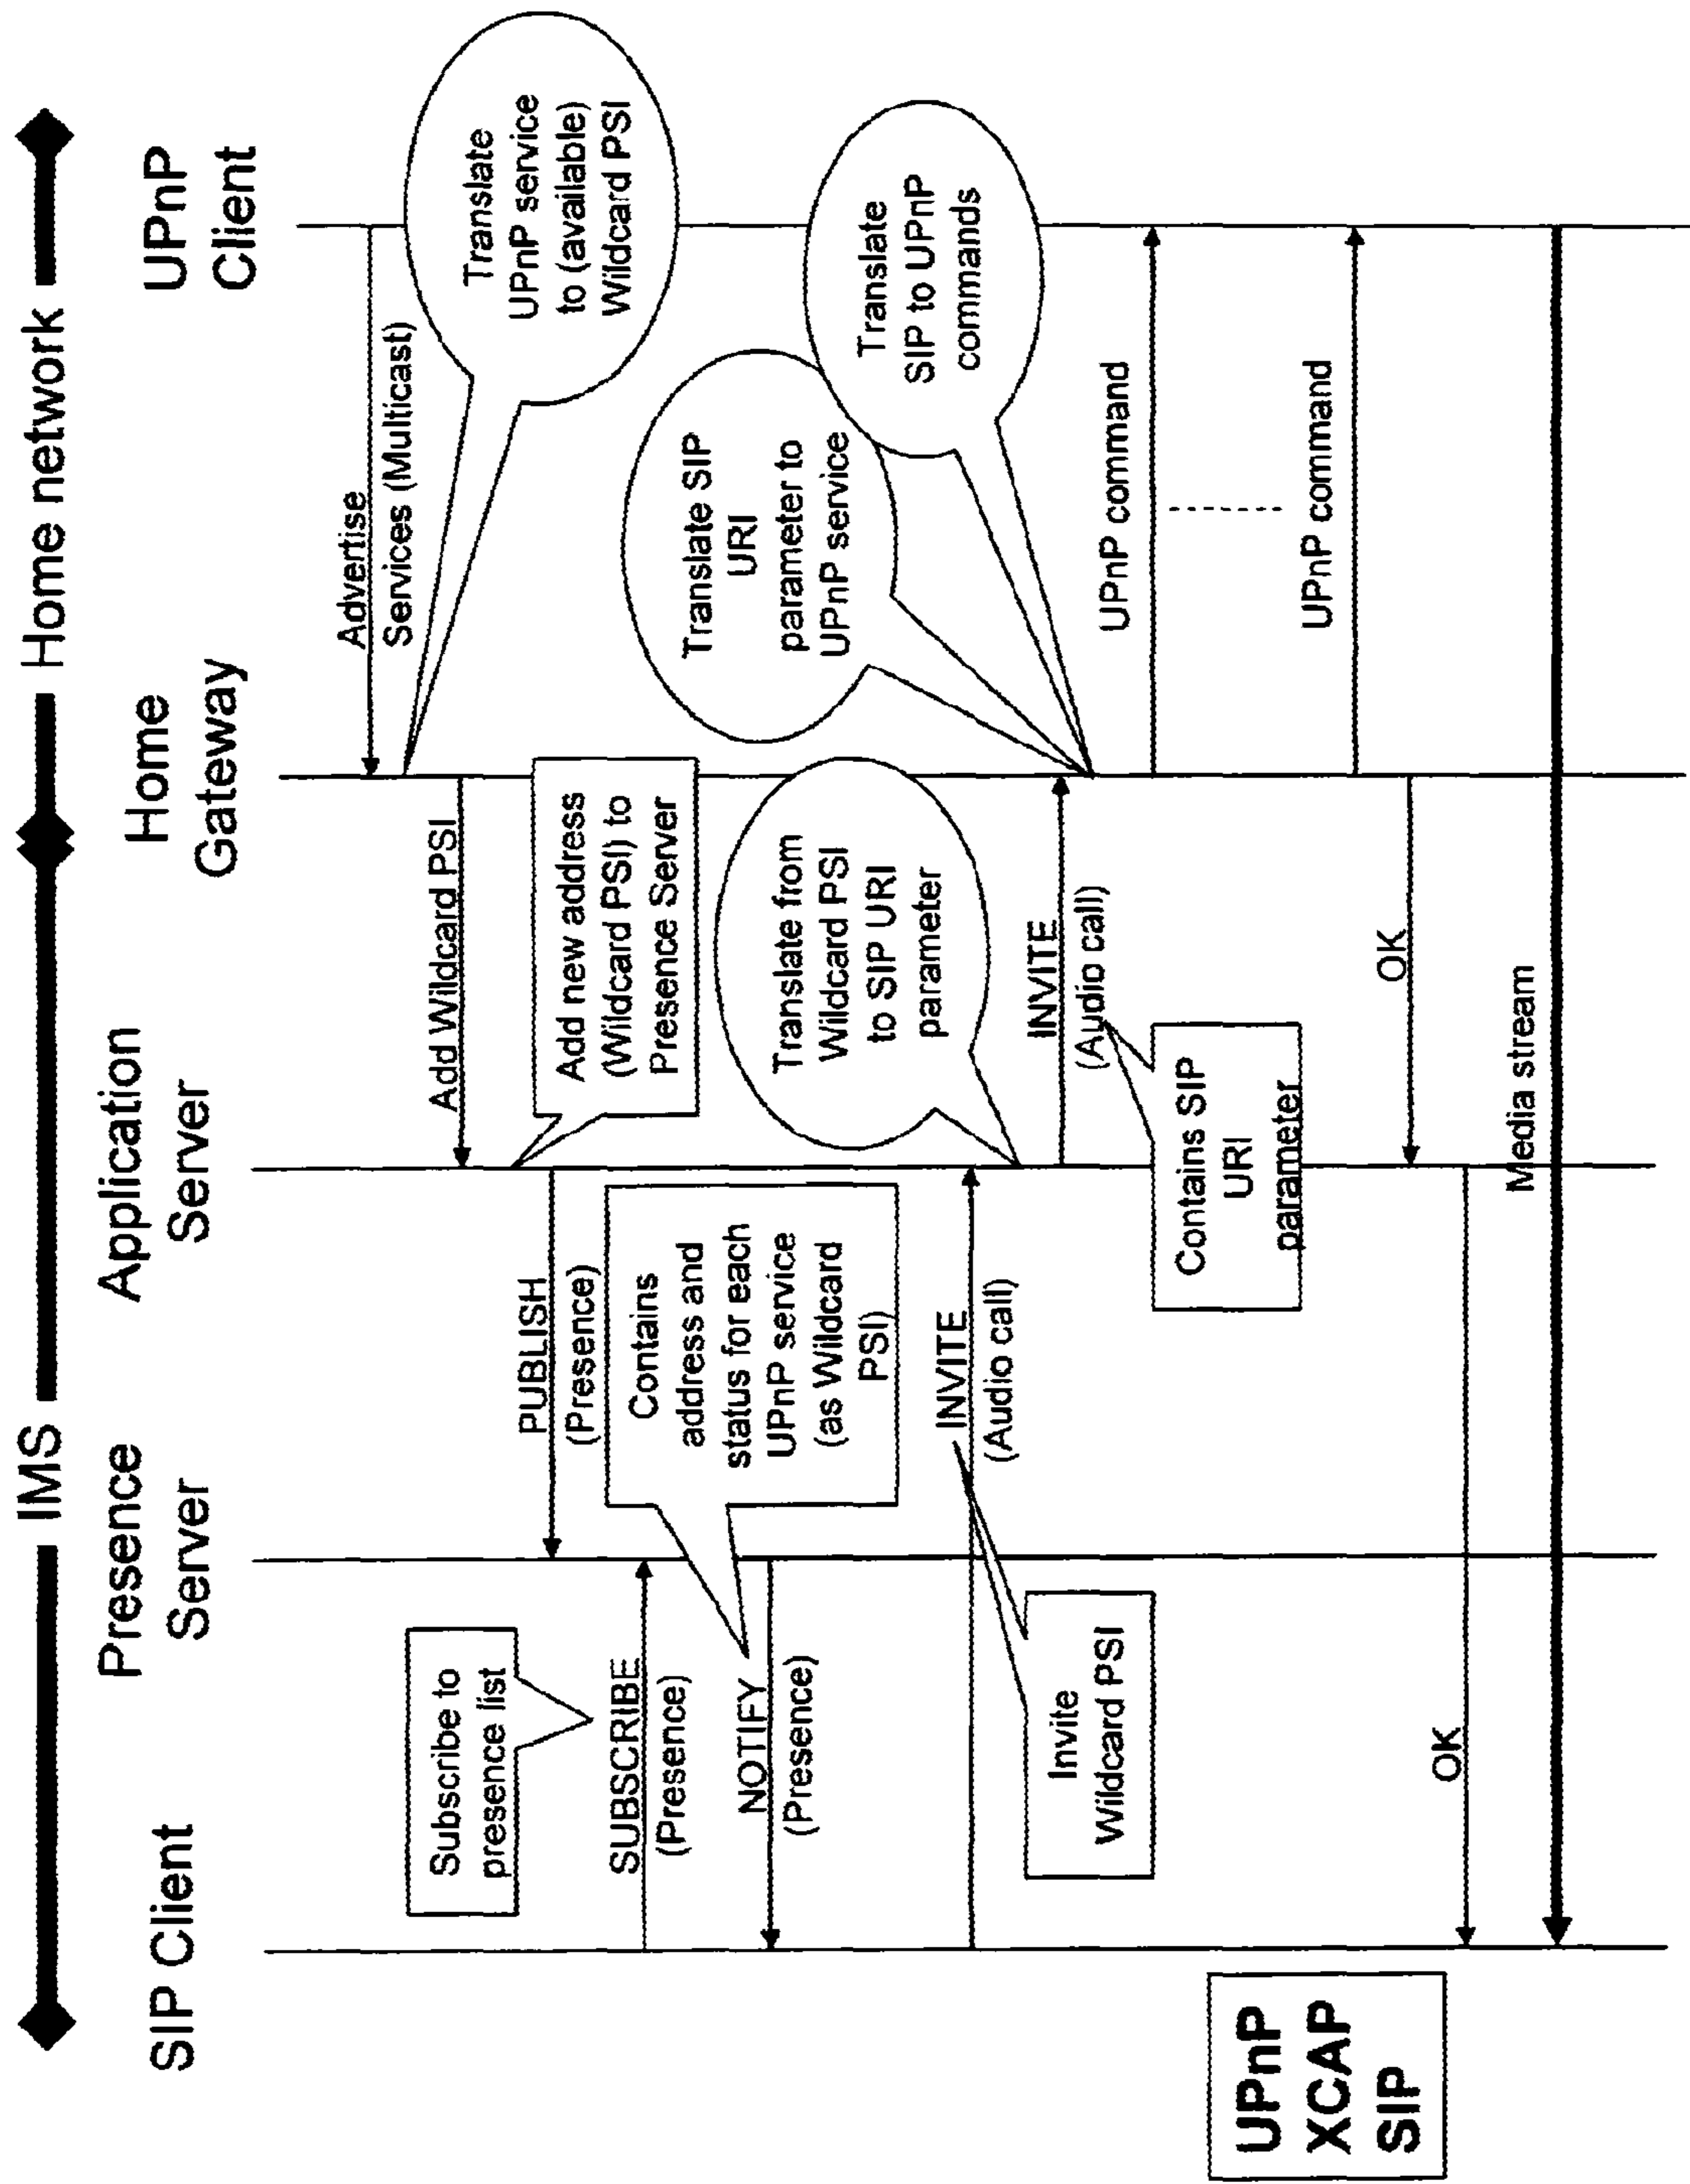 IMS
Home network
SIP Client
Presence
Server
Application
Server
Home
Gateway
UPnP
Client
Advertise
Services (Multicast)
Translate
UPnP service
to (available)
Wildcard PSI
Add Wildcard PSI
Subscribe to
presence list
PUBLISH
(Presence)
Add new address
(Wildcard PSI) to
Presence Server
SUBSCRIBE
(Presence)
Contains
address and
status for each
UPnP service
(as Wildcard
PSI)
NOTIFY
(Presence)
Translate from
Wildcard PSI
to SIP URI
parameter
Translate SIP
URI
parameter to
UPnP service
Translate
SIP to UPnP
commands
INVITE
(Audio call)
INVITE
(Audio call)
Invite
Wildcard PSI
Contains SIP
URI
parameter
UPnP command
UPnP command
OK
OK
Media stream
UPnP
XCAP
SIP